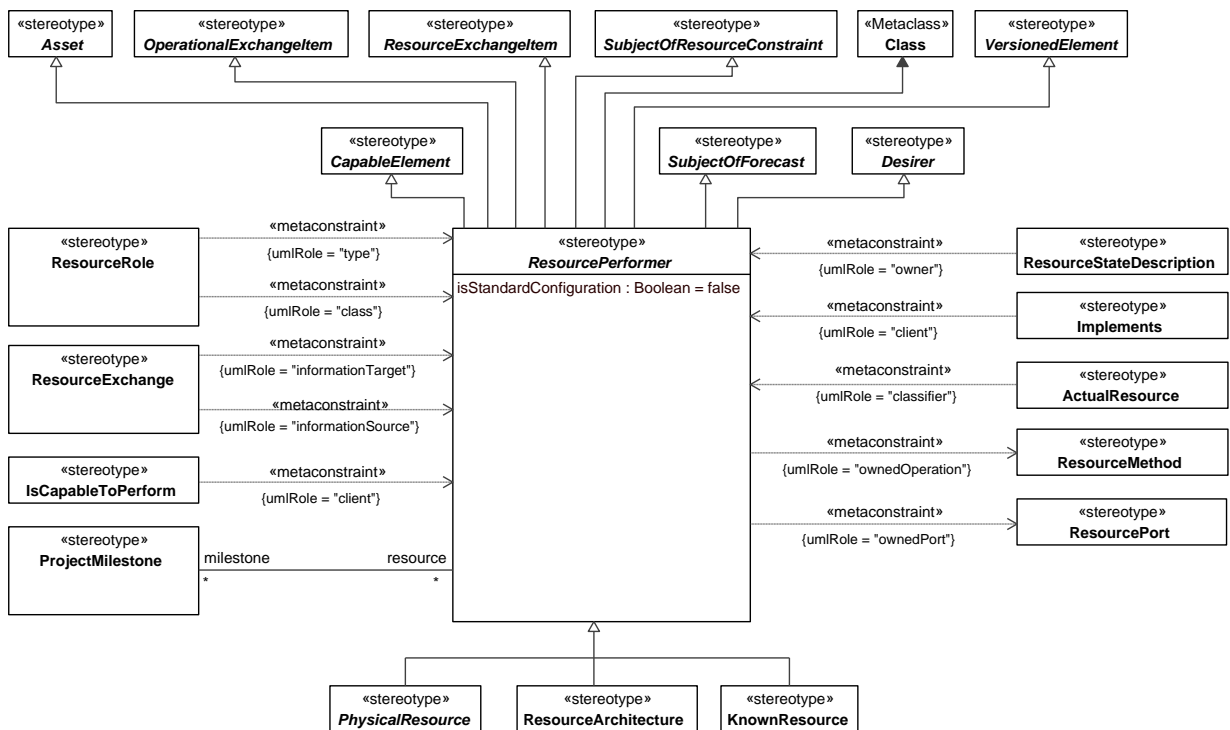 «stereotype»
Asset
«stereotype»
OperationalExchangeItem
«stereotype»
ResourceExchangeItem
«stereotype»
SubjectOfResourceConstraint
«Metaclass»
Class
«stereotype»
VersionedElement
«stereotype»
CapableElement
«stereotype»
SubjectOfForecast
«stereotype»
Desirer
«stereotype»
ResourceRole
«metaconstraint»
{umlRole = "type"}
«metaconstraint»
{umlRole = "class"}
«stereotype»
ResourceExchange
«metaconstraint»
{umlRole = "informationTarget"}
«metaconstraint»
{umlRole = "informationSource"}
«stereotype»
IsCapableToPerform
«metaconstraint»
{umlRole = "client"}
«stereotype»
ProjectMilestone
milestone
resource
*
*
«stereotype»
ResourcePerformer
isStandardConfiguration : Boolean = false
«metaconstraint»
{umlRole = "owner"}
«stereotype»
ResourceStateDescription
«metaconstraint»
{umlRole = "client"}
«stereotype»
Implements
«metaconstraint»
{umlRole = "classifier"}
«stereotype»
ActualResource
«metaconstraint»
{umlRole = "ownedOperation"}
«stereotype»
ResourceMethod
«metaconstraint»
{umlRole = "ownedPort"}
«stereotype»
ResourcePort
«stereotype»
PhysicalResource
«stereotype»
ResourceArchitecture
«stereotype»
KnownResource